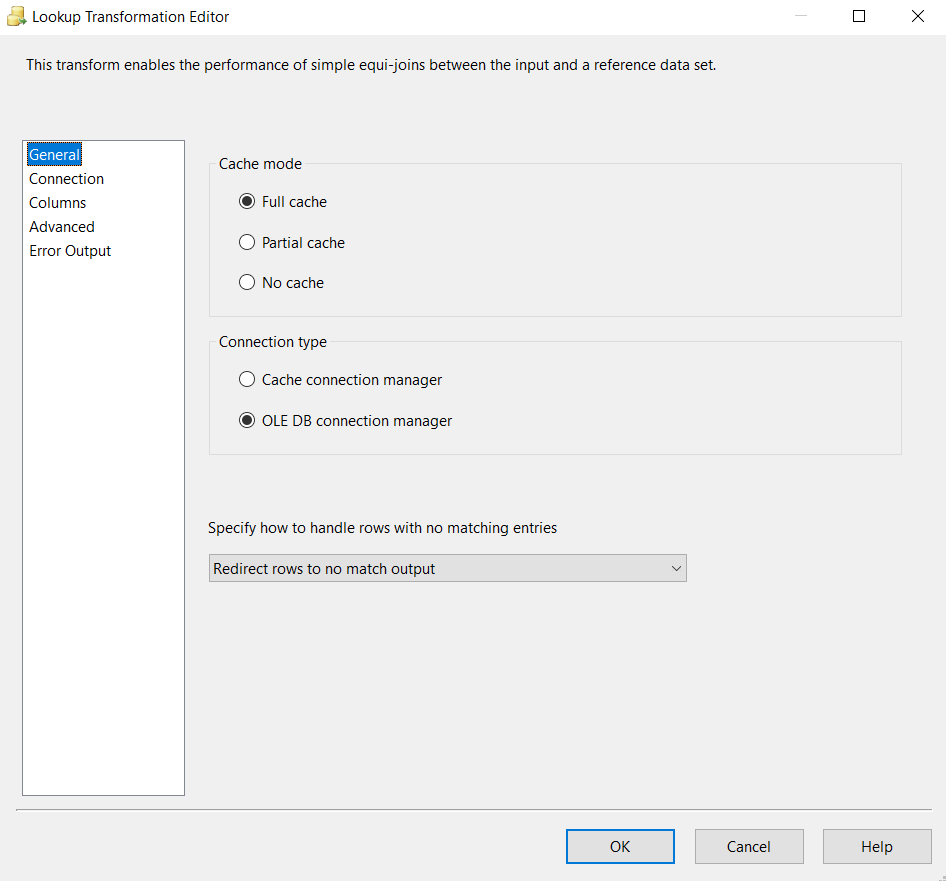 Lookup Transformation Editor
This transform enables the performance of simple equi-joins between the input and a reference data set.
General
Connection
Columns
Advanced
Error Output
Cache mode
Full cache
Partial cache
No cache
Connection type
Cache connection manager
OLE DB connection manager
Specify how to handle rows with no matching entries
Redirect rows to no match output
OK
Cancel
Help